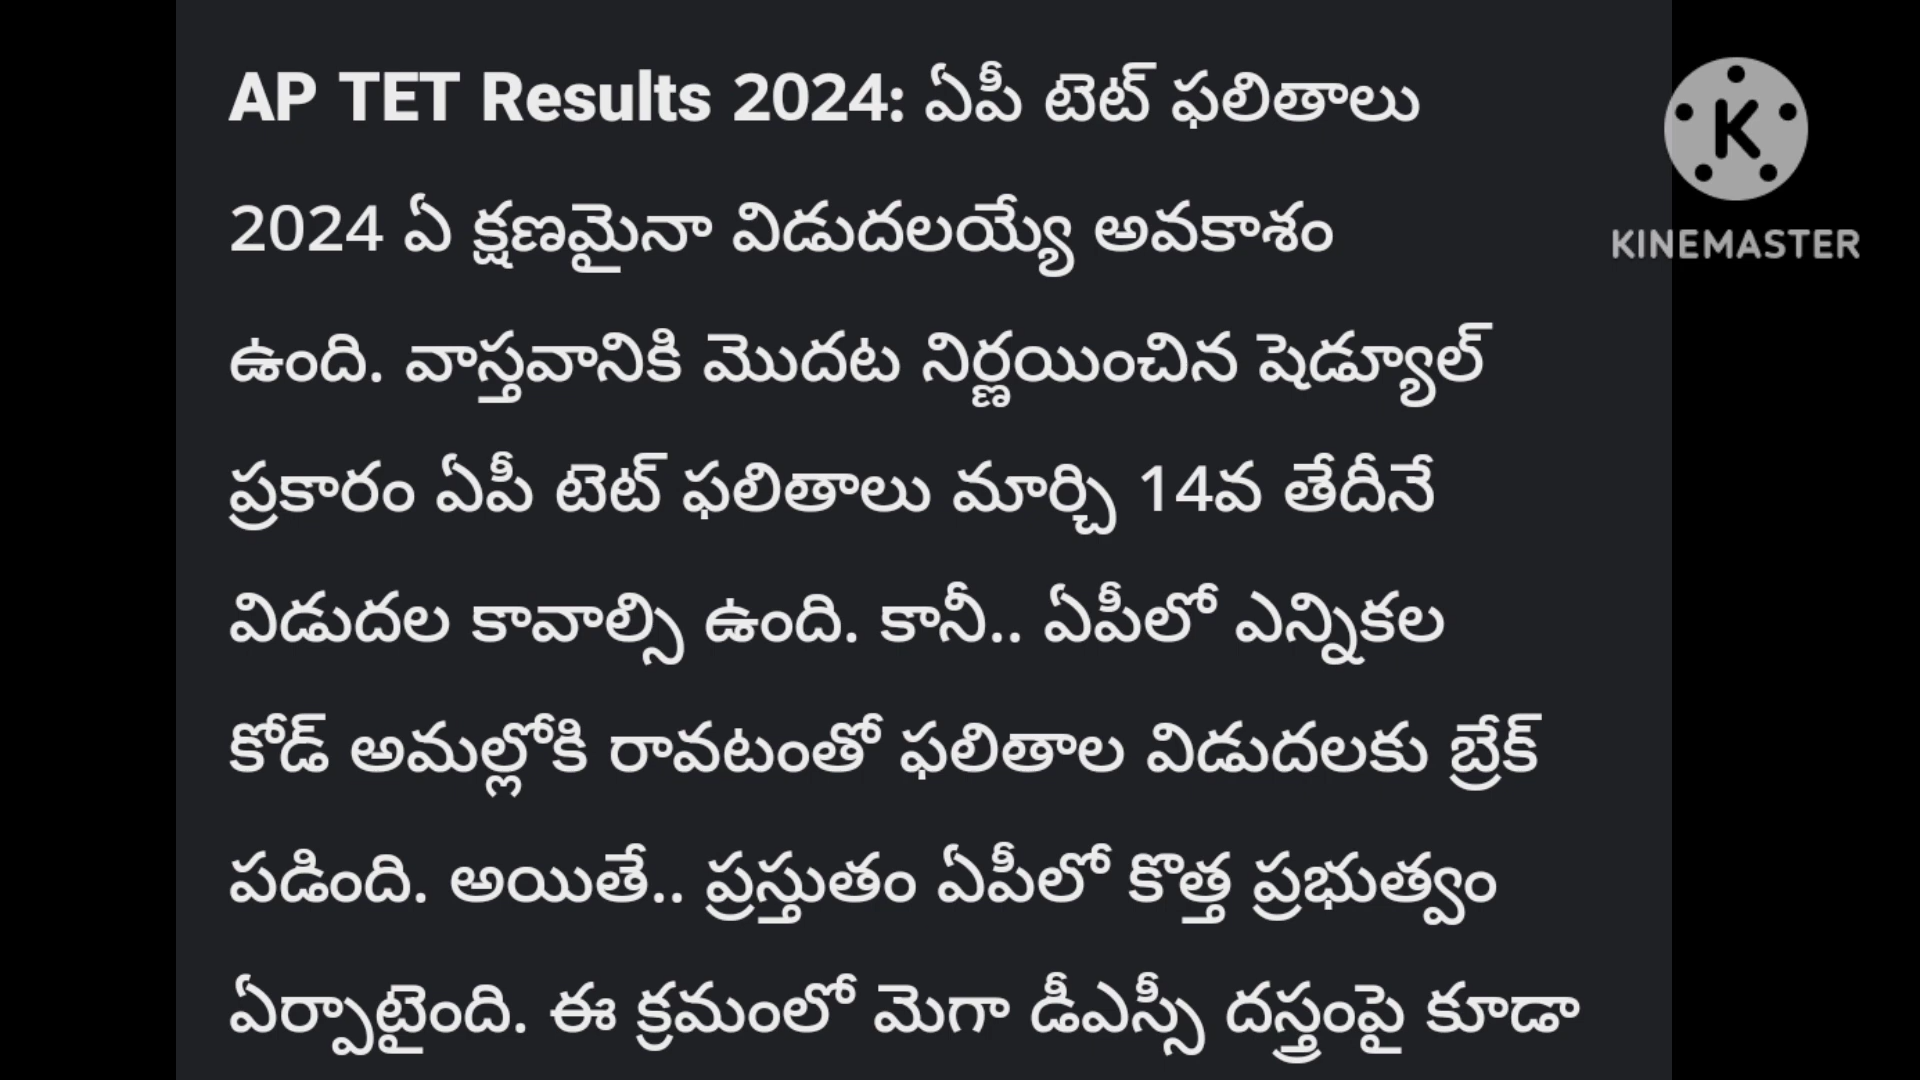 AP TET Results 2024: ఏపీ టెట్ ఫలితాలు
2024 ఏ క్షణమైనా విడుదలయ్యే అవకాశం
ఉంది. వాస్తవానికి మొదట నిర్ణయించిన షెడ్యూల్
ప్రకారం ఏపీ టెట్ ఫలితాలు మార్చి 14వ తేదీనే
విడుదల కావాల్సి ఉంది. కానీ.. ఏపీలో ఎన్నికల
కోడ్ అమల్లోకి రావటంతో ఫలితాల విడుదలకు బ్రేక్
పడింది. అయితే.. ప్రస్తుతం ఏపీలో కొత్త ప్రభుత్వం
ఏర్పాటైంది. ఈ క్రమంలో మెగా డీఎస్సీ దస్త్రంపై కూడా
K
KINEMASTER